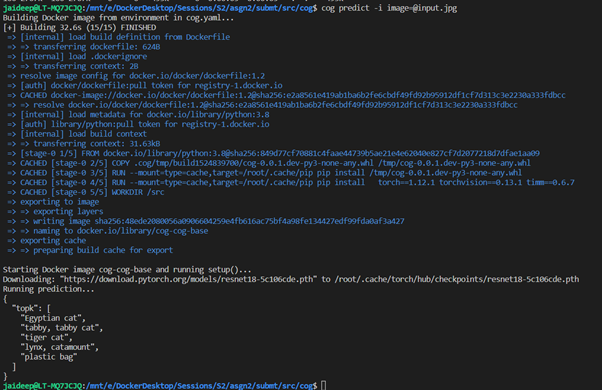 jaideep@LT-MQ7JCJQ:/mnt/e/DockerDesktop/Sessions/S2/asgn2/submt/src/cog$ cog predict -i image=@input.jpg
Building Docker image from environment in cog.yaml...
[+] Building 32.6s (15/15) FINISHED
=> [internal] load build definition from Dockerfile
=> => transferring dockerfile: 624B
=> [internal] load .dockerignore
=> => transferring context: 2B
=> resolve image config for docker.io/docker/dockerfile:1.2
=> [auth] docker/dockerfile:pull token for registry-1.docker.io
=> CACHED docker-image://docker.io/docker/dockerfile:1.2@sha256:e2a8561e419ab1ba6b2fe6cbdf49fd92b95912df1cf7d313c3e2230a333fdbcc
=> => resolve docker.io/docker/dockerfile:1.2@sha256:e2a8561e419ab1ba6b2fe6cbdf49fd92b95912df1cf7d313c3e2230a333fdbcc
=> [internal] load metadata for docker.io/library/python:3.8
=> [auth] library/python:pull token for registry-1.docker.io
=> [internal] load build context
=> => transferring context: 31.63kB
=> [stage-0 1/5] FROM docker.io/library/python:3.8@sha256:849d77cf70881c4faae44739b5ae21e4e62040e827cf7d2077218d7dfae1aa09
=> CACHED [stage-0 2/5] COPY .cog/tmp/build1524839700/cog-0.0.1.dev-py3-none-any.whl /tmp/cog-0.0.1.dev-py3-none-any.whl
=> CACHED [stage-0 3/5] RUN --mount=type=cache,target=/root/.cache/pip pip install /tmp/cog-0.0.1.dev-py3-none-any.whl
=> CACHED [stage-0 4/5] RUN --mount=type=cache,target=/root/.cache/pip pip install   torch==1.12.1 torchvision==0.13.1 timm==0.6.7
=> CACHED [stage-0 5/5] WORKDIR /src
=> exporting to image
=> => exporting layers
=> => writing image sha256:48ede2080056a0906604259e4fb616ac75bf4a98fe134427edf99fda0af3a427
=> => naming to docker.io/library/cog-cog-base
=> exporting cache
=> => preparing build cache for export
Starting Docker image cog-cog-base and running setup()...
Downloading: "https://download.pytorch.org/models/resnet18-5c106cde.pth" to /root/.cache/torch/hub/checkpoints/resnet18-5c106cde.pth
Running prediction...
{
"topk": [
"Egyptian cat",
"tabby, tabby cat",
"tiger cat",
"lynx, catamount",
"plastic bag"
]
}
jaideep@LT-MQ7JCJQ:/mnt/e/DockerDesktop/Sessions/S2/asgn2/submt/src/cog$